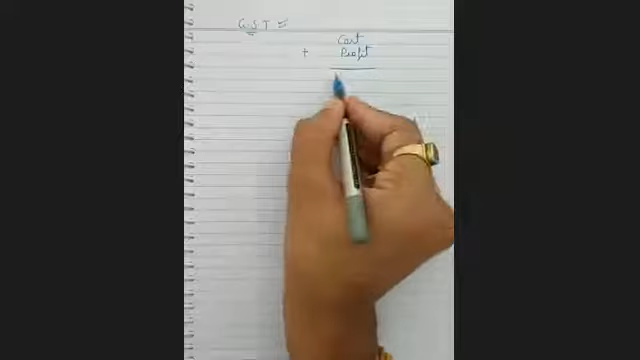 GST =
Cost
+ Profit